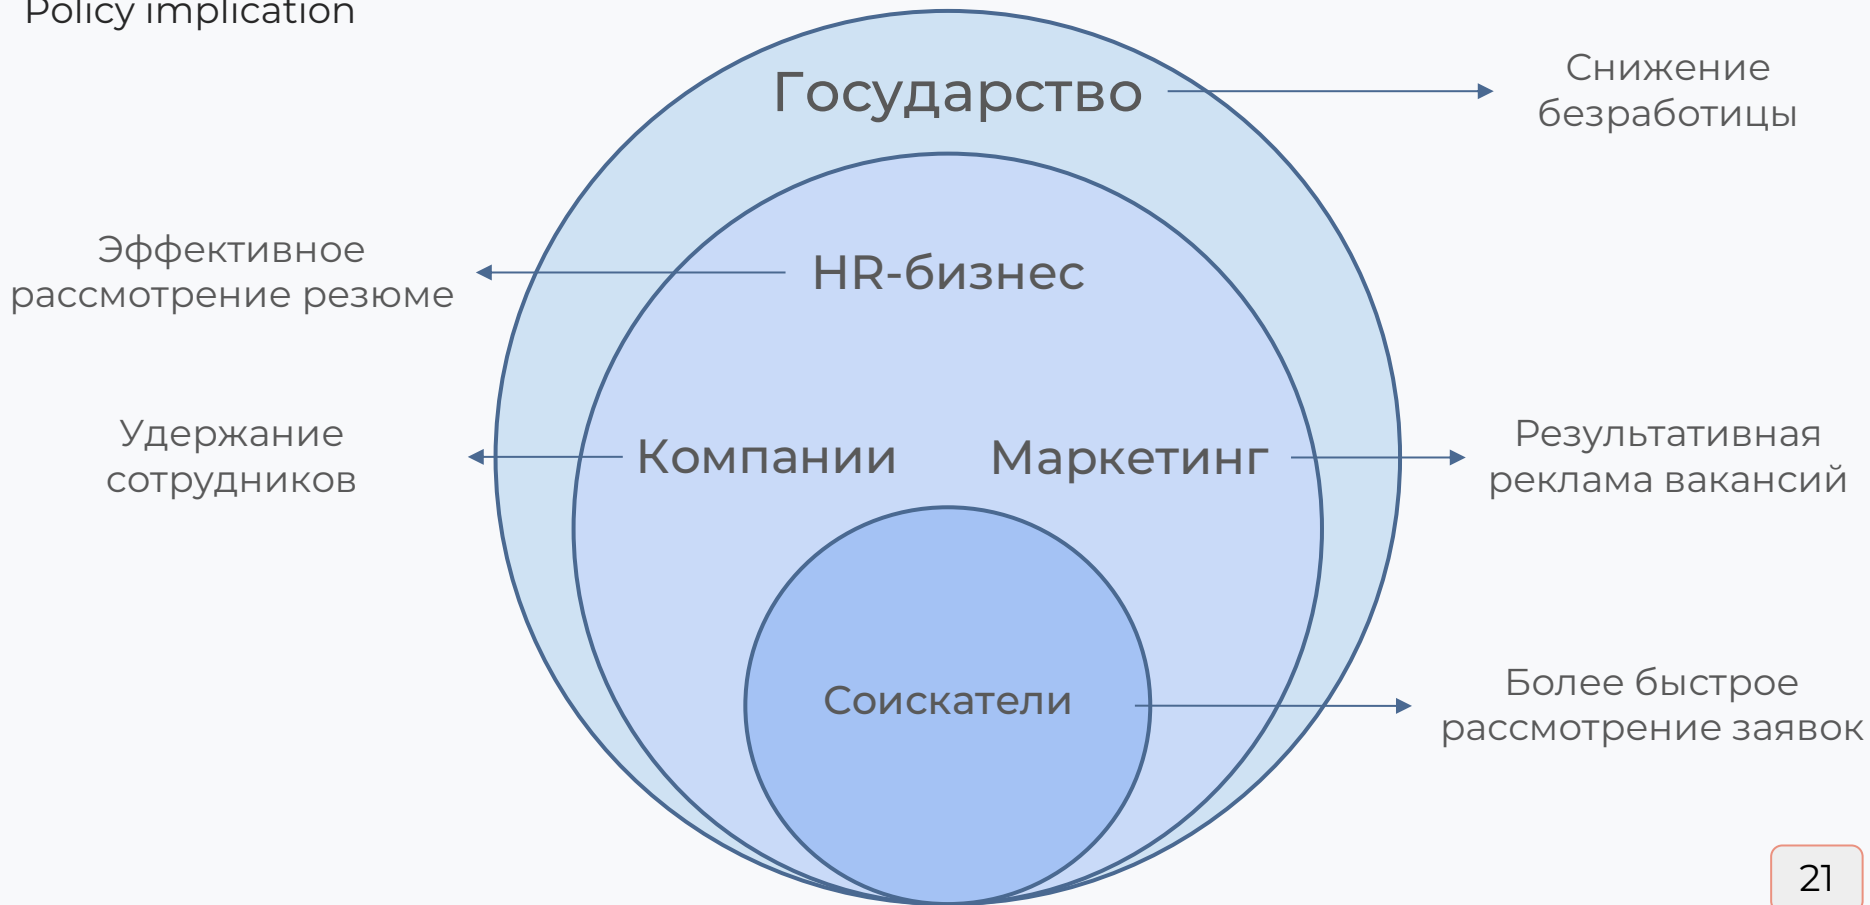 Policy implication
Государство
Снижение
безработицы
Эффективное
рассмотрение резюме
HR-бизнес
Удержание
сотрудников
Компании
Маркетинг
Результативная
реклама вакансий
Соискатели
Более быстрое
рассмотрение заявок
21